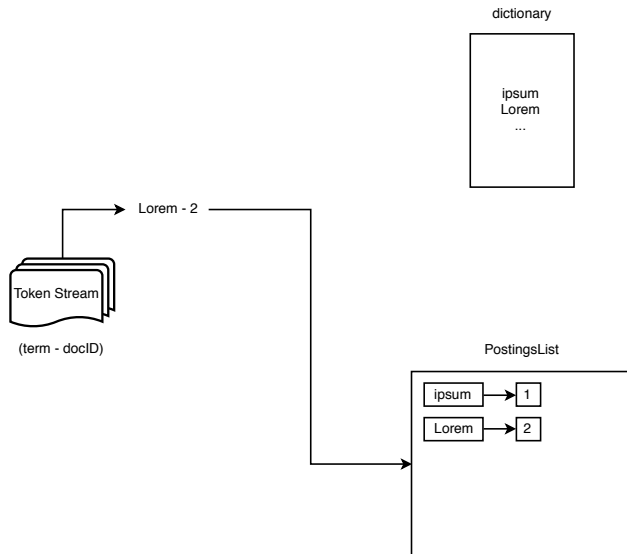 dictionary
ipsum
Lorem
...
Lorem - 2
Token Stream
(term - docID)
PostingsList
ipsum 1
Lorem 2